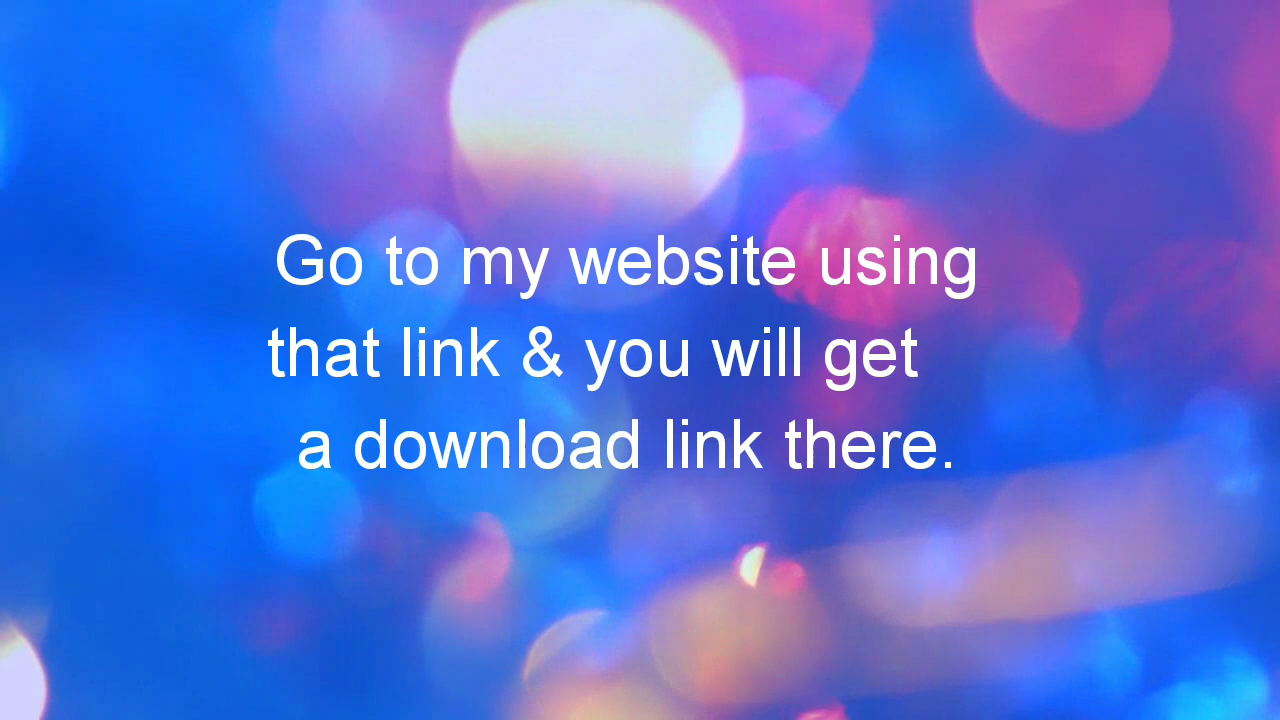 Go to my website using
that link & you will get
a download link there.